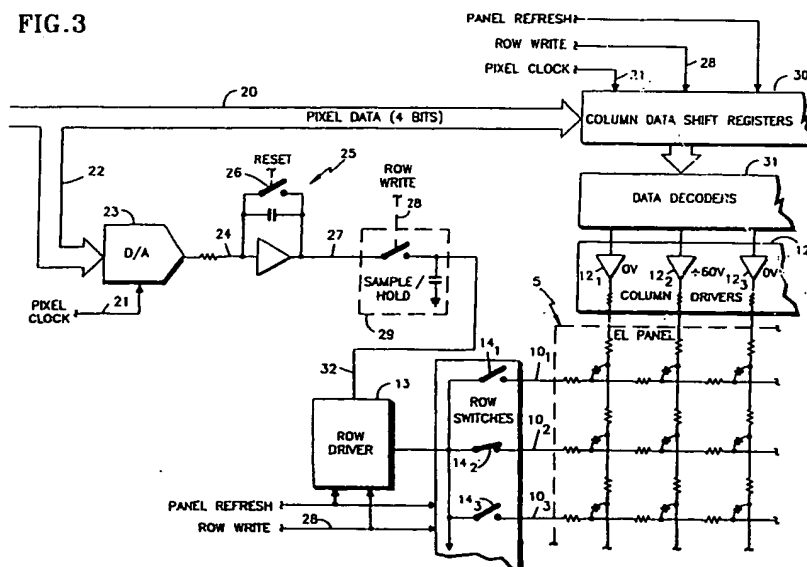 FIG.3
PANEL REFRESH
ROW WRITE
PIXEL CLOCK
31
28
30
20
PIXEL DATA (4 BITS)
COLUMN DATA SHIFT REGISTERS
22
RESET
26
25
ROW WRITE
28
31
DATA DECODERS
23
D/A
24
27
SAMPLE/HOLD
29
12
12₁ 0V
12₂ ÷60V
12₃ 0V
COLUMN DRIVERS
PIXEL CLOCK
21
5
EL PANEL
32
13
14₁
10₁
ROW DRIVER
ROW SWITCHES
14₂
10₂
14₃
10₃
PANEL REFRESH
ROW WRITE
28